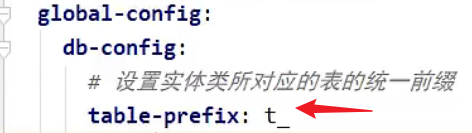 global-config:
db-config:
# 设置实体类所对应的表的统一前缀
table-prefix: t_